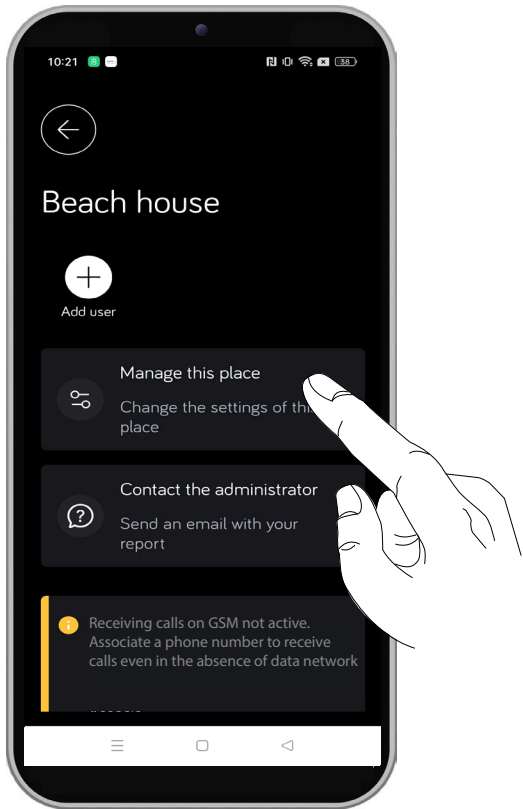 10:21
38
Beach house
Add user
Manage this place
Change the settings of this
place
Contact the administrator
Send an email with your
report
Receiving calls on GSM not active.
Associate a phone number to receive
calls even in the absence of data network